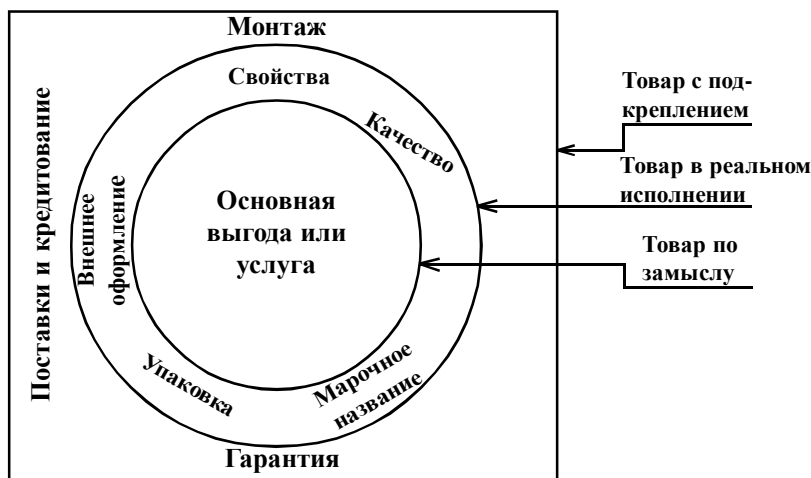 Монтаж
Свойства
Качество
Товар с под-
креплением
Товар в реальном
исполнении
Товар по
замыслу
Поставки и кредитование
Внешнее
оформление
Основная
выгода или
услуга
Упаковка
Марочное
название
Гарантия